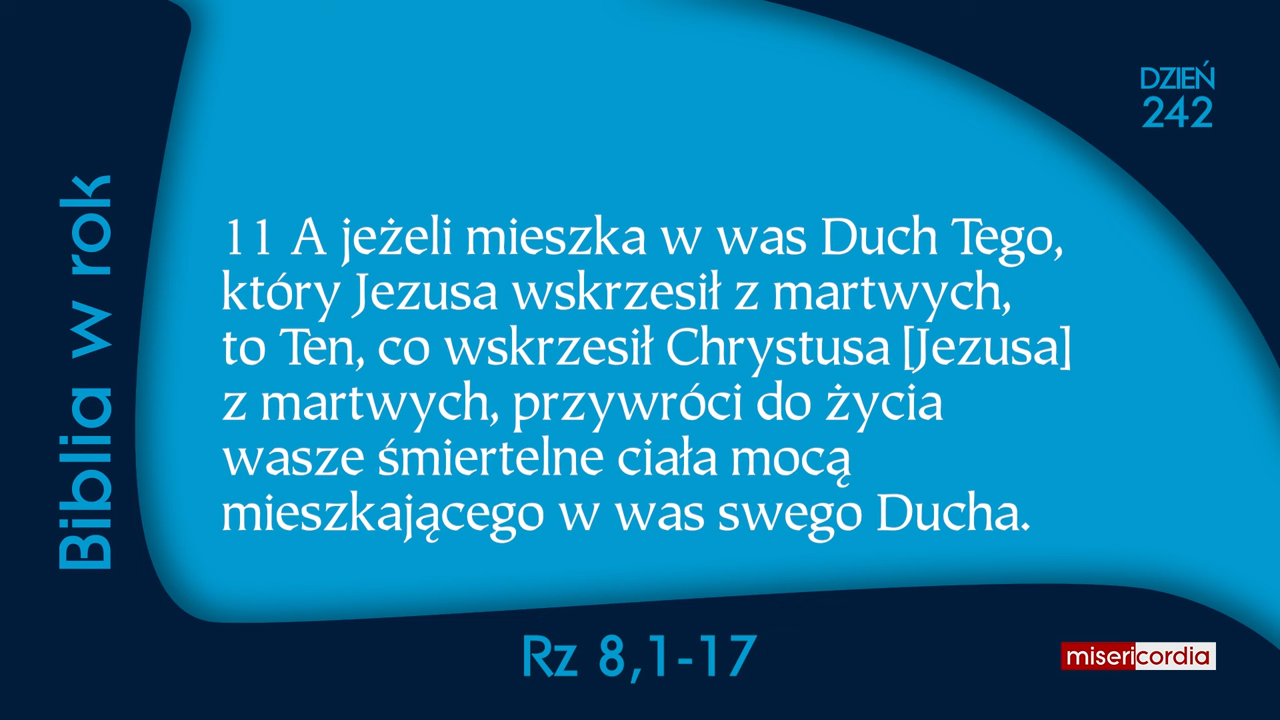 DZIEŃ
242
Biblia w rok
11 A jeżeli mieszka w was Duch Tego,
który Jezusa wskrzesił z martwych,
to Ten, co wskrzesił Chrystusa [Jezusa]
z martwych, przywróci do życia
wasze śmiertelne ciała mocą
mieszkającego w was swego Ducha.
Rz 8,1-17
misericordia